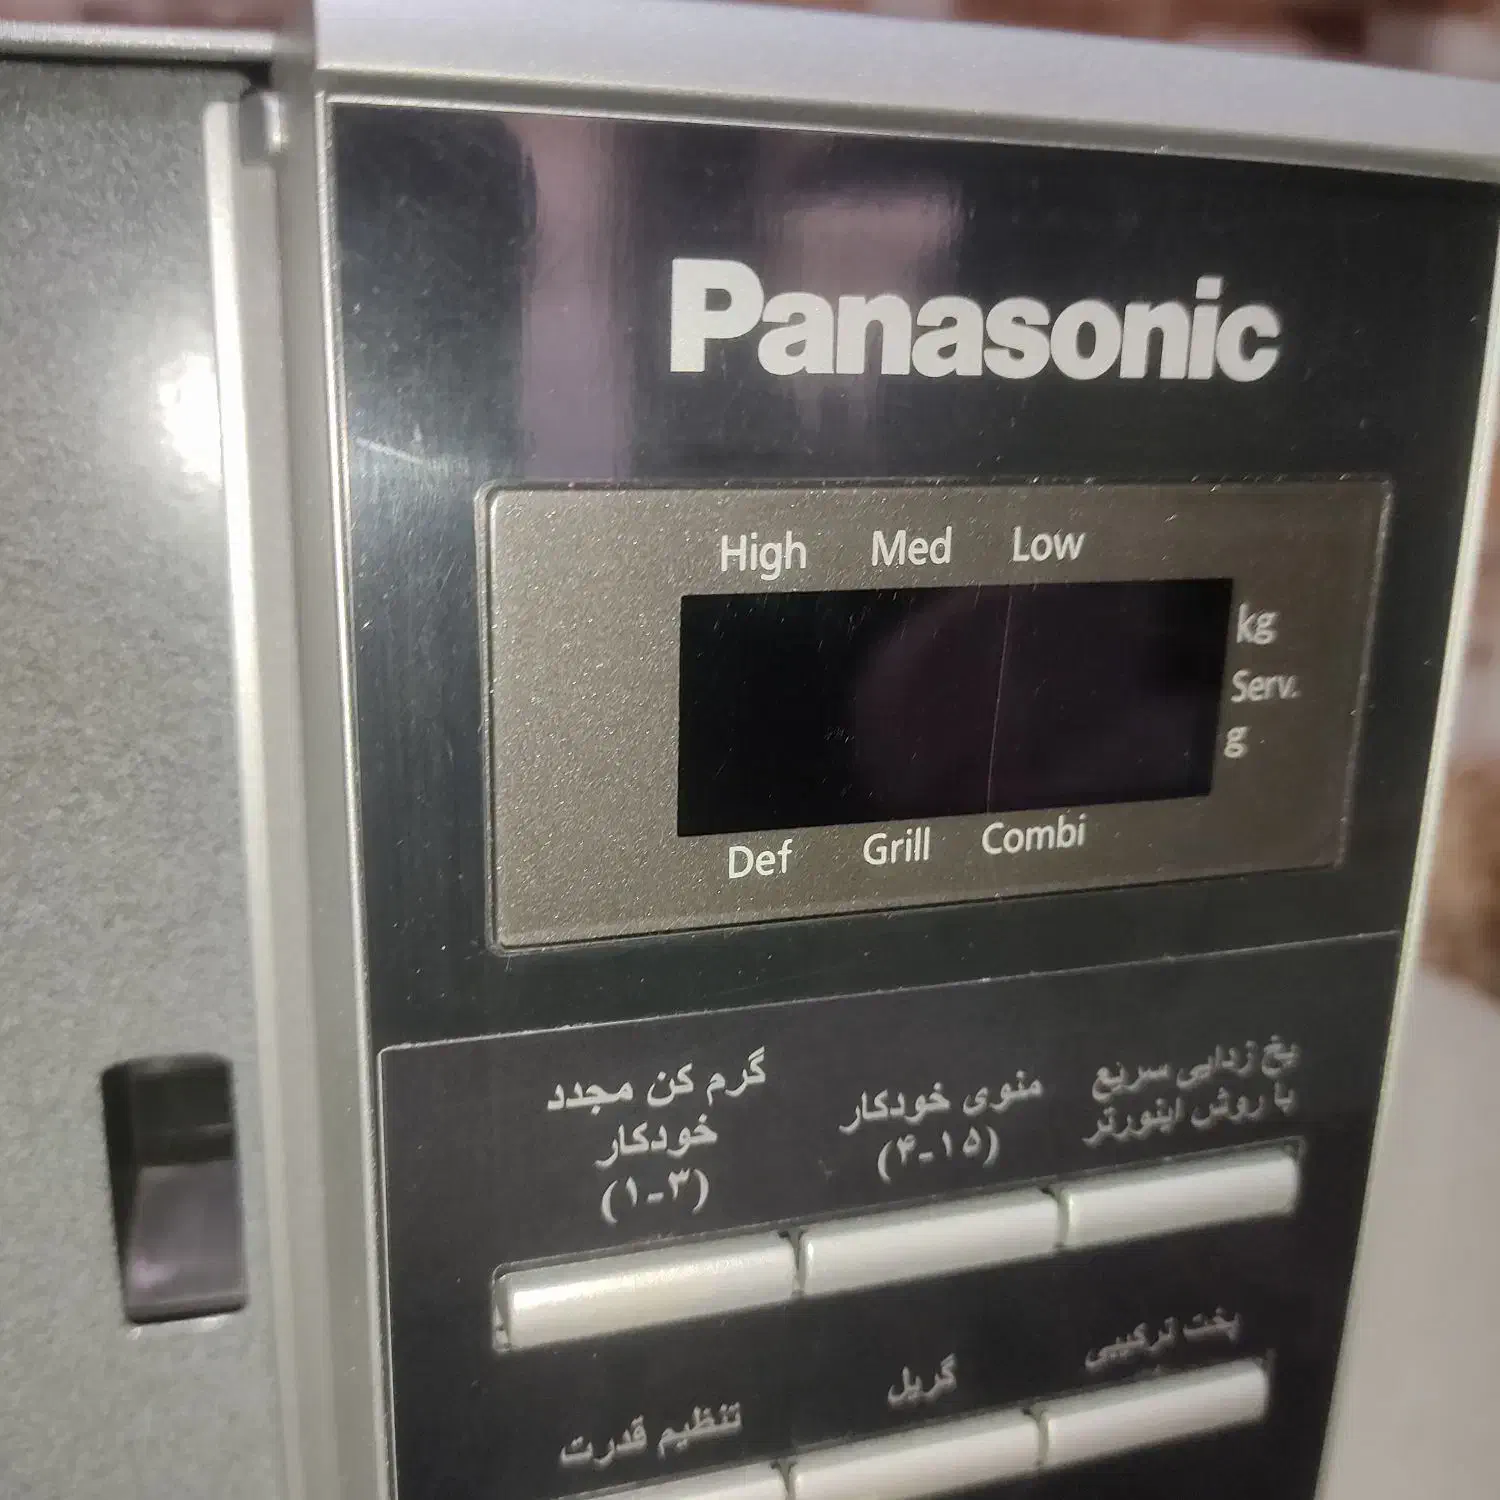 Panasonic
High Med Low
kg
Serv.
g
Def Grill Combi
یخ زدایی سریع
با روش اینورتر
منوی خودکار
(۴-۱۵)
گرم کن مجدد
خودکار
(۱-۳)
پخت ترکیبی
گریل
تنظیم قدرت